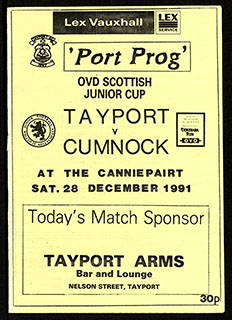 Lex Vauxhall
LEX
SERVICE
'Port Prog'
OVD SCOTTISH
JUNIOR CUP
TAYPORT
v
CUMNOCK
OVD
AT THE CANNIEPAIRT
SAT. 28 DECEMBER 1991
Today's Match Sponsor
TAYPORT ARMS
Bar and Lounge
NELSON STREET, TAYPORT
30p